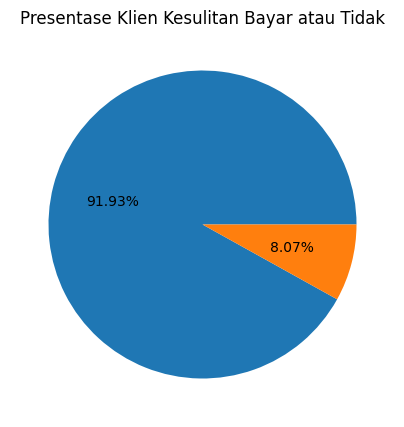 Presentase Klien Kesulitan Bayar atau Tidak
91.93%
8.07%